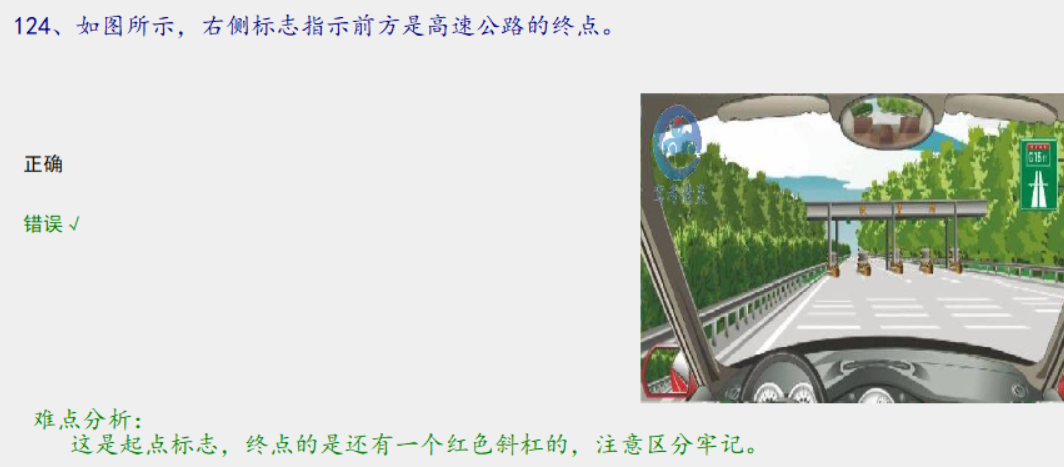 124、如图所示，右侧标志指示前方是高速公路的终点。
正确
错误√
G15
难点分析：
这是起点标志，终点的是还有一个红色斜杠的，注意区分牢记。